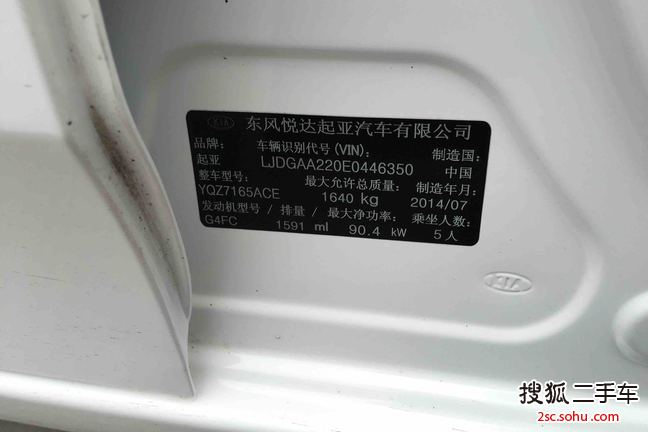 KIA 东风悦达起亚汽车有限公司
品牌: 车辆识别代号(VIN): 制造国:
起亚 LJDGAA220E0446350 中国
整车型号: 最大允许总质量: 制造年月:
YQZ7165ACE 1640 kg 2014/07
发动机型号/排量/最大净功率: 乘坐人数:
G4FC 1591 ml 90.4 kW 5人
KIA
搜狐二手车
2sc.sohu.com